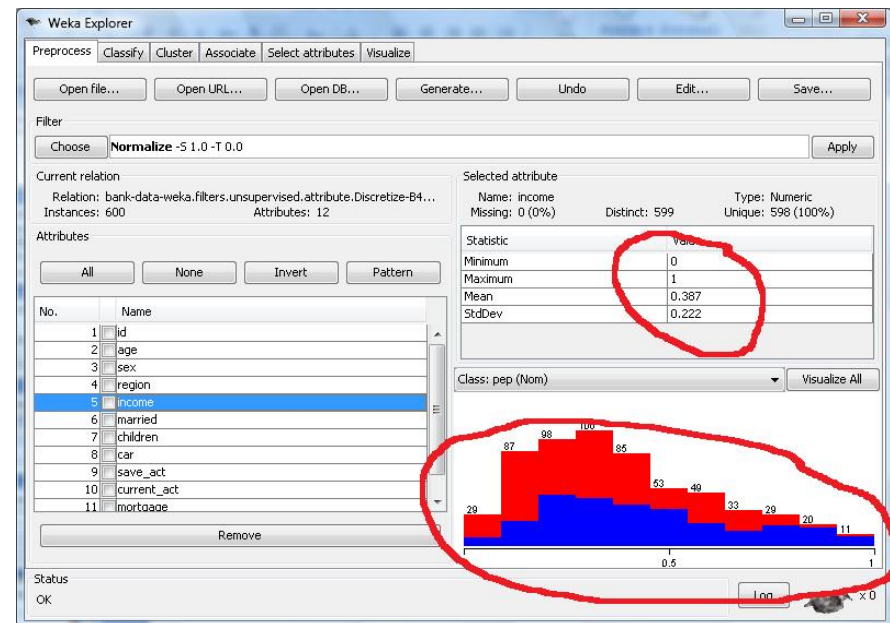 Weka Explorer
Preprocess Classify Cluster Associate Select attributes Visualize
Open file... Open URL... Open DB... Generate... Undo Edit... Save...
Filter
Choose Normalize -S 1.0 -T 0.0 Apply
Current relation
Relation: bank-data-weka.filters.unsupervised.attribute.Discretize-B4...
Instances: 600 Attributes: 12
Attributes
All None Invert Pattern
No. Name
1 id
2 age
3 sex
4 region
5 income
6 married
7 children
8 car
9 save_act
10 current_act
11 mortgage
Remove
Selected attribute
Name: income Type: Numeric
Missing: 0 (0%) Distinct: 599 Unique: 598 (100%)
Statistic
Minimum 0
Maximum 1
Mean 0.387
StdDev 0.222
Class: pep (Nom) Visualize All
29 87 98 85 53 49 33 29 20 11
0.5 1
Status
OK
Log x 0